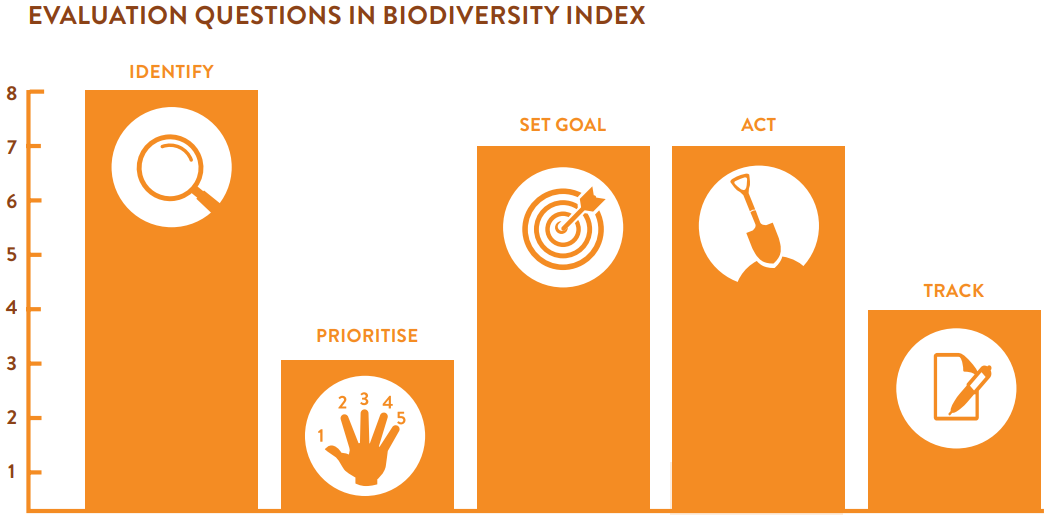 EVALUATION QUESTIONS IN BIODIVERSITY INDEX
IDENTIFY
8
SET GOAL
ACT
7
6
5
TRACK
4
PRIORITISE
3
2 3 4
5
1
2
1